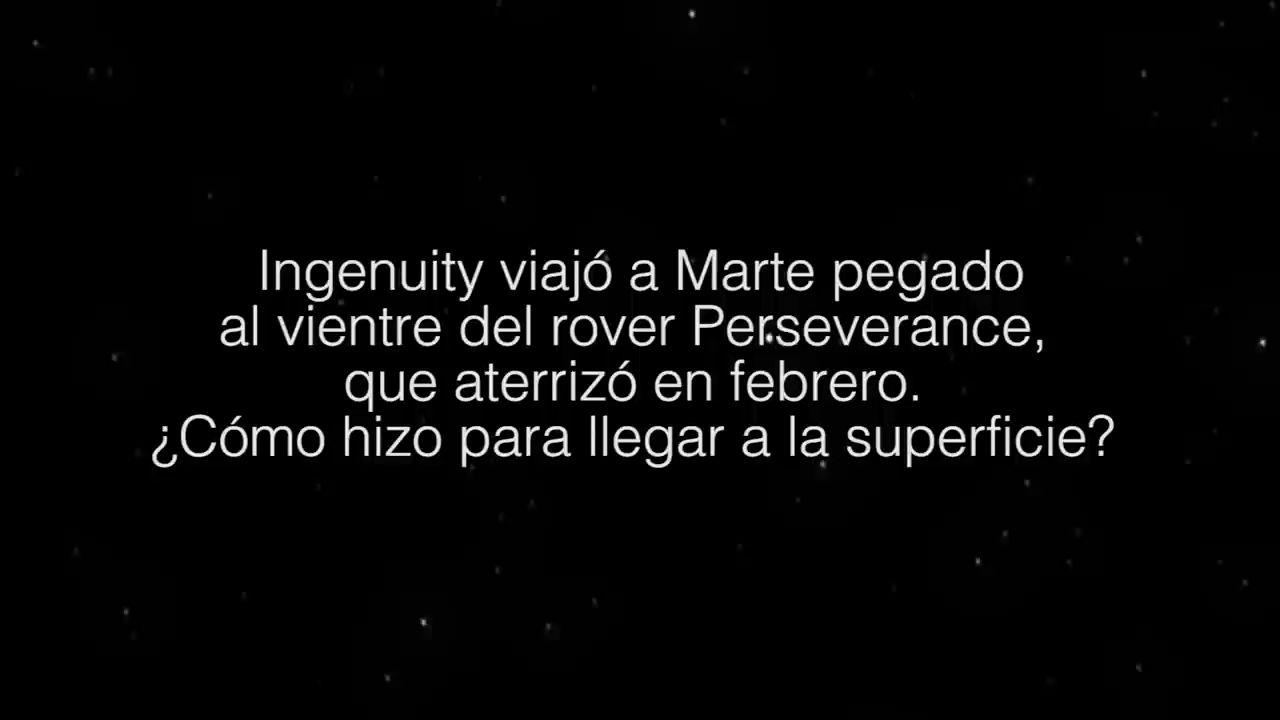 Ingenuity viajó a Marte pegado
al vientre del rover Perseverance,
que aterrizó en febrero.
¿Cómo hizo para llegar a la superficie?